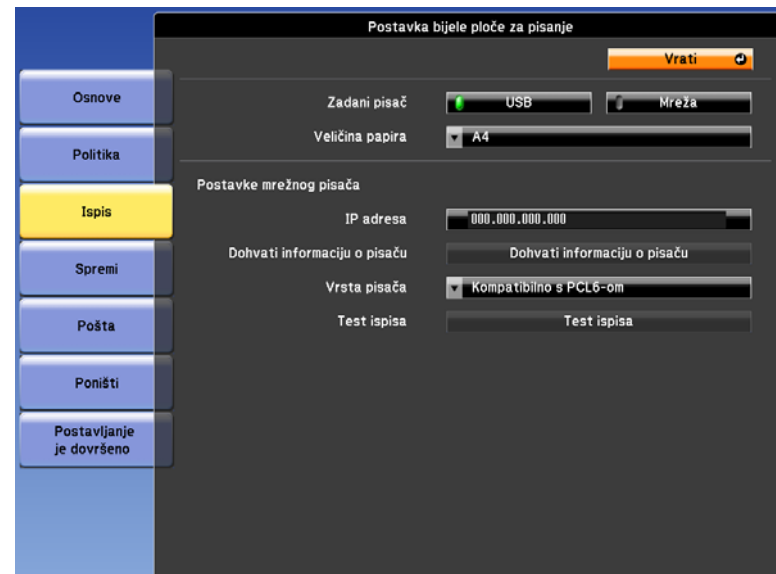 Postavka bijele ploče za pisanje
Vrati
Osnove
Politika
Ispis
Spremi
Pošta
Poništi
Postavljanje
je dovršeno
Zadani pisač USB Mreža
Veličina papira A4
Postavke mrežnog pisača
IP adresa 000.000.000.000
Dohvati informaciju o pisaču Dohvati informaciju o pisaču
Vrsta pisača Kompatibilno s PCL6-om
Test ispisa Test ispisa